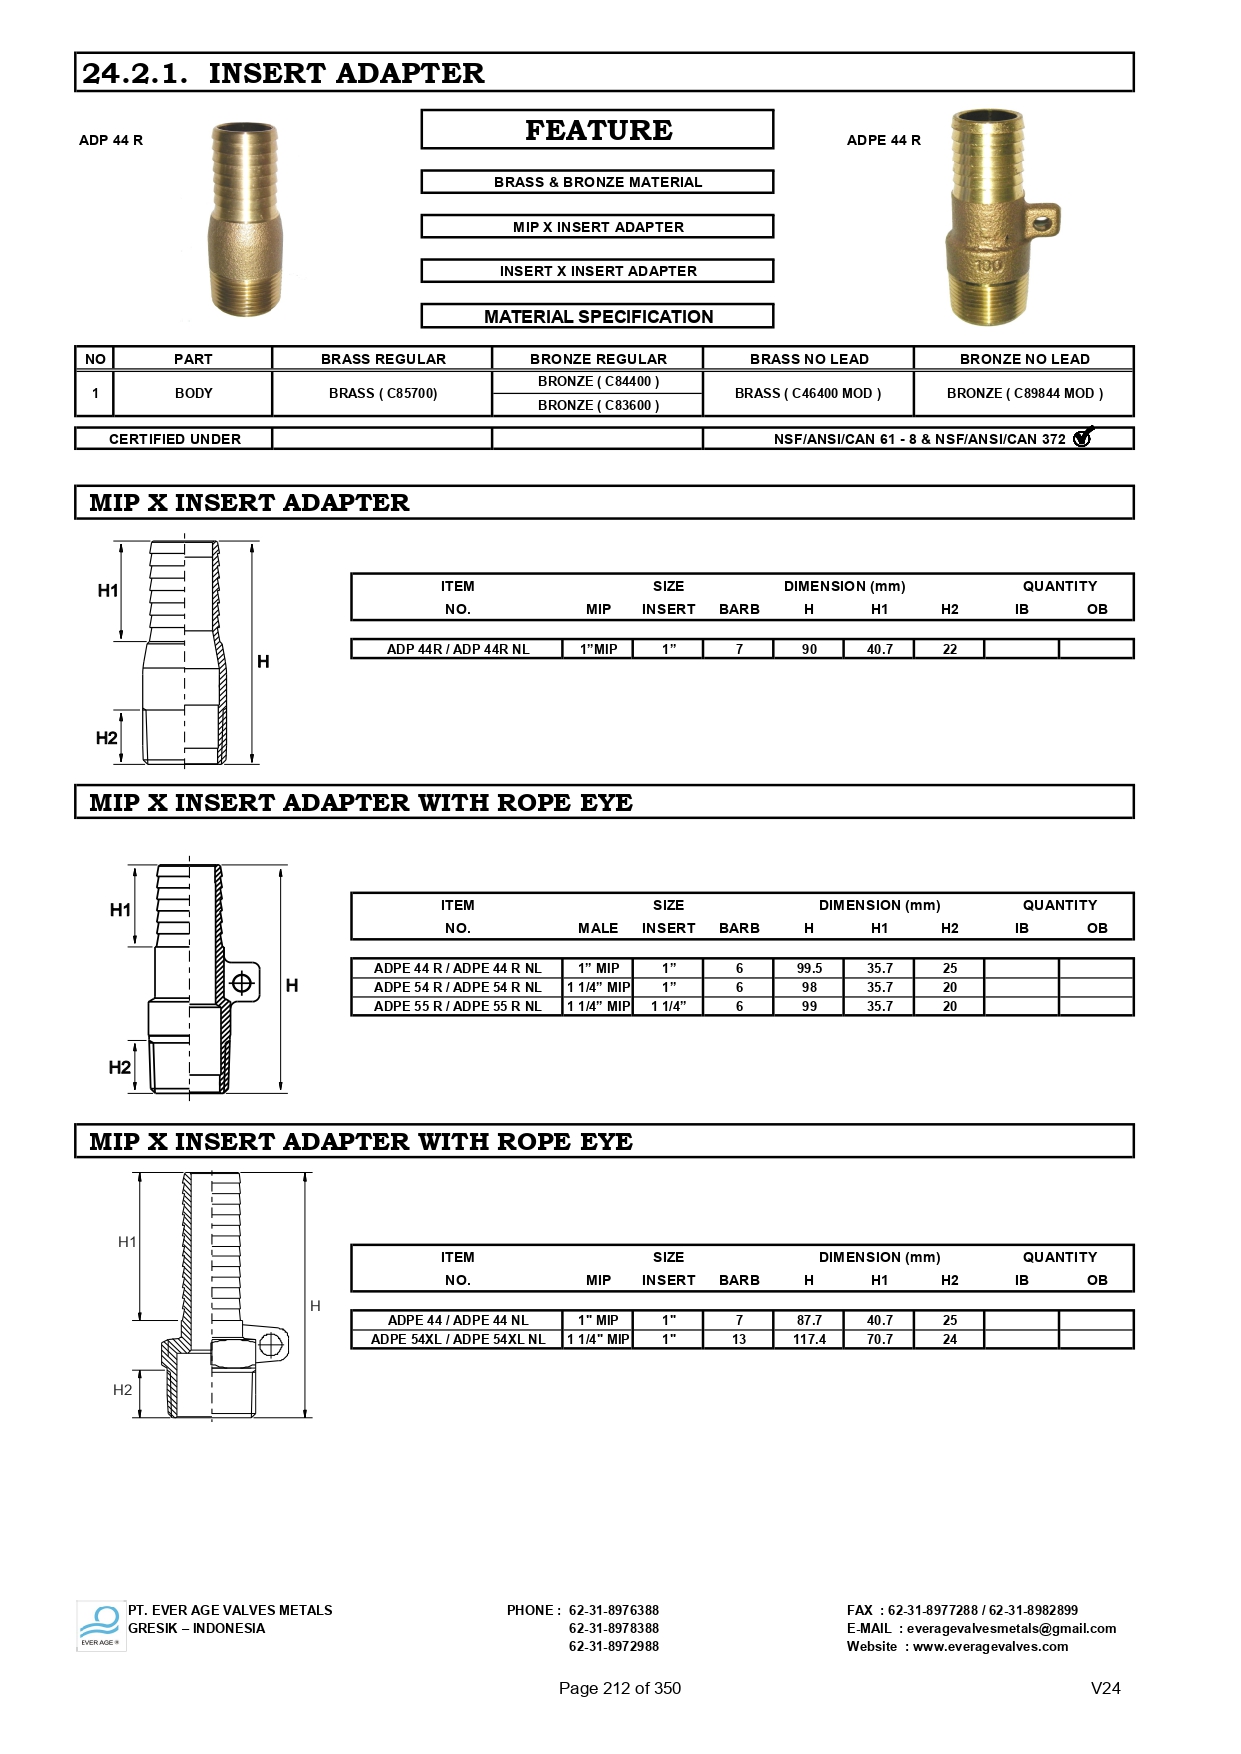 24.2.1. INSERT ADAPTER
ADP 44 R
FEATURE
ADPE 44 R
BRASS & BRONZE MATERIAL
MIP X INSERT ADAPTER
INSERT X INSERT ADAPTER
MATERIAL SPECIFICATION
100
NO PART BRASS REGULAR BRONZE REGULAR BRASS NO LEAD BRONZE NO LEAD
1 BODY BRASS ( C85700) BRONZE ( C84400 ) BRASS ( C46400 MOD ) BRONZE ( C89844 MOD )
BRONZE ( C83600 )
CERTIFIED UNDER NSF/ANSI/CAN 61 - 8 & NSF/ANSI/CAN 372
MIP X INSERT ADAPTER
H1
H
H2
ITEM SIZE DIMENSION (mm) QUANTITY
NO. MIP INSERT BARB H H1 H2 IB OB
ADP 44R / ADP 44R NL 1”MIP 1” 7 90 40.7 22
MIP X INSERT ADAPTER WITH ROPE EYE
H1
H
H2
ITEM SIZE DIMENSION (mm) QUANTITY
NO. MALE INSERT BARB H H1 H2 IB OB
ADPE 44 R / ADPE 44 R NL 1” MIP 1” 6 99.5 35.7 25
ADPE 54 R / ADPE 54 R NL 1 1/4” MIP 1” 6 98 35.7 20
ADPE 55 R / ADPE 55 R NL 1 1/4” MIP 1 1/4” 6 99 35.7 20
MIP X INSERT ADAPTER WITH ROPE EYE
H1
H
H2
ITEM SIZE DIMENSION (mm) QUANTITY
NO. MIP INSERT BARB H H1 H2 IB OB
ADPE 44 / ADPE 44 NL 1" MIP 1" 7 87.7 40.7 25
ADPE 54XL / ADPE 54XL NL 1 1/4" MIP 1" 13 117.4 70.7 24
EVER AGE ®
PT. EVER AGE VALVES METALS PHONE : 62-31-8976388 FAX : 62-31-8977288 / 62-31-8982899
GRESIK – INDONESIA 62-31-8978388 E-MAIL : everagevalvesmetals@gmail.com
62-31-8972988 Website : www.everagevalves.com
Page 212 of 350 V24